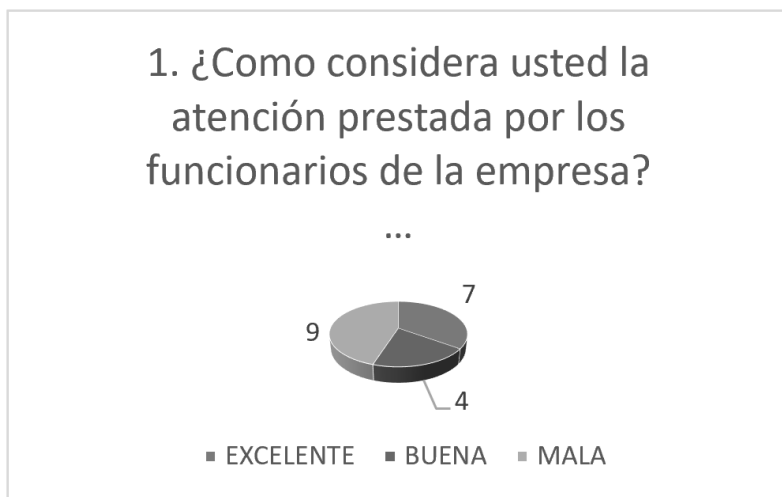 1. ¿Como considera usted la
atención prestada por los
funcionarios de la empresa?
...
7
9
4
EXCELENTE BUENA MALA